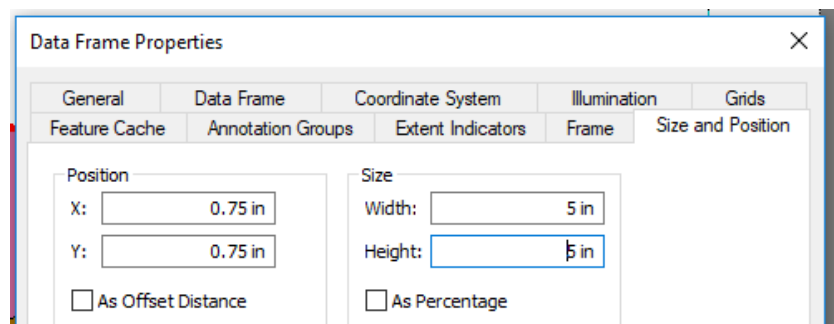 Data Frame Properties
General Data Frame Coordinate System Illumination Grids
Feature Cache Annotation Groups Extent Indicators Frame Size and Position
Position Size
X: 0.75 in Width: 5 in
Y: 0.75 in Height: 5 in
As Offset Distance As Percentage